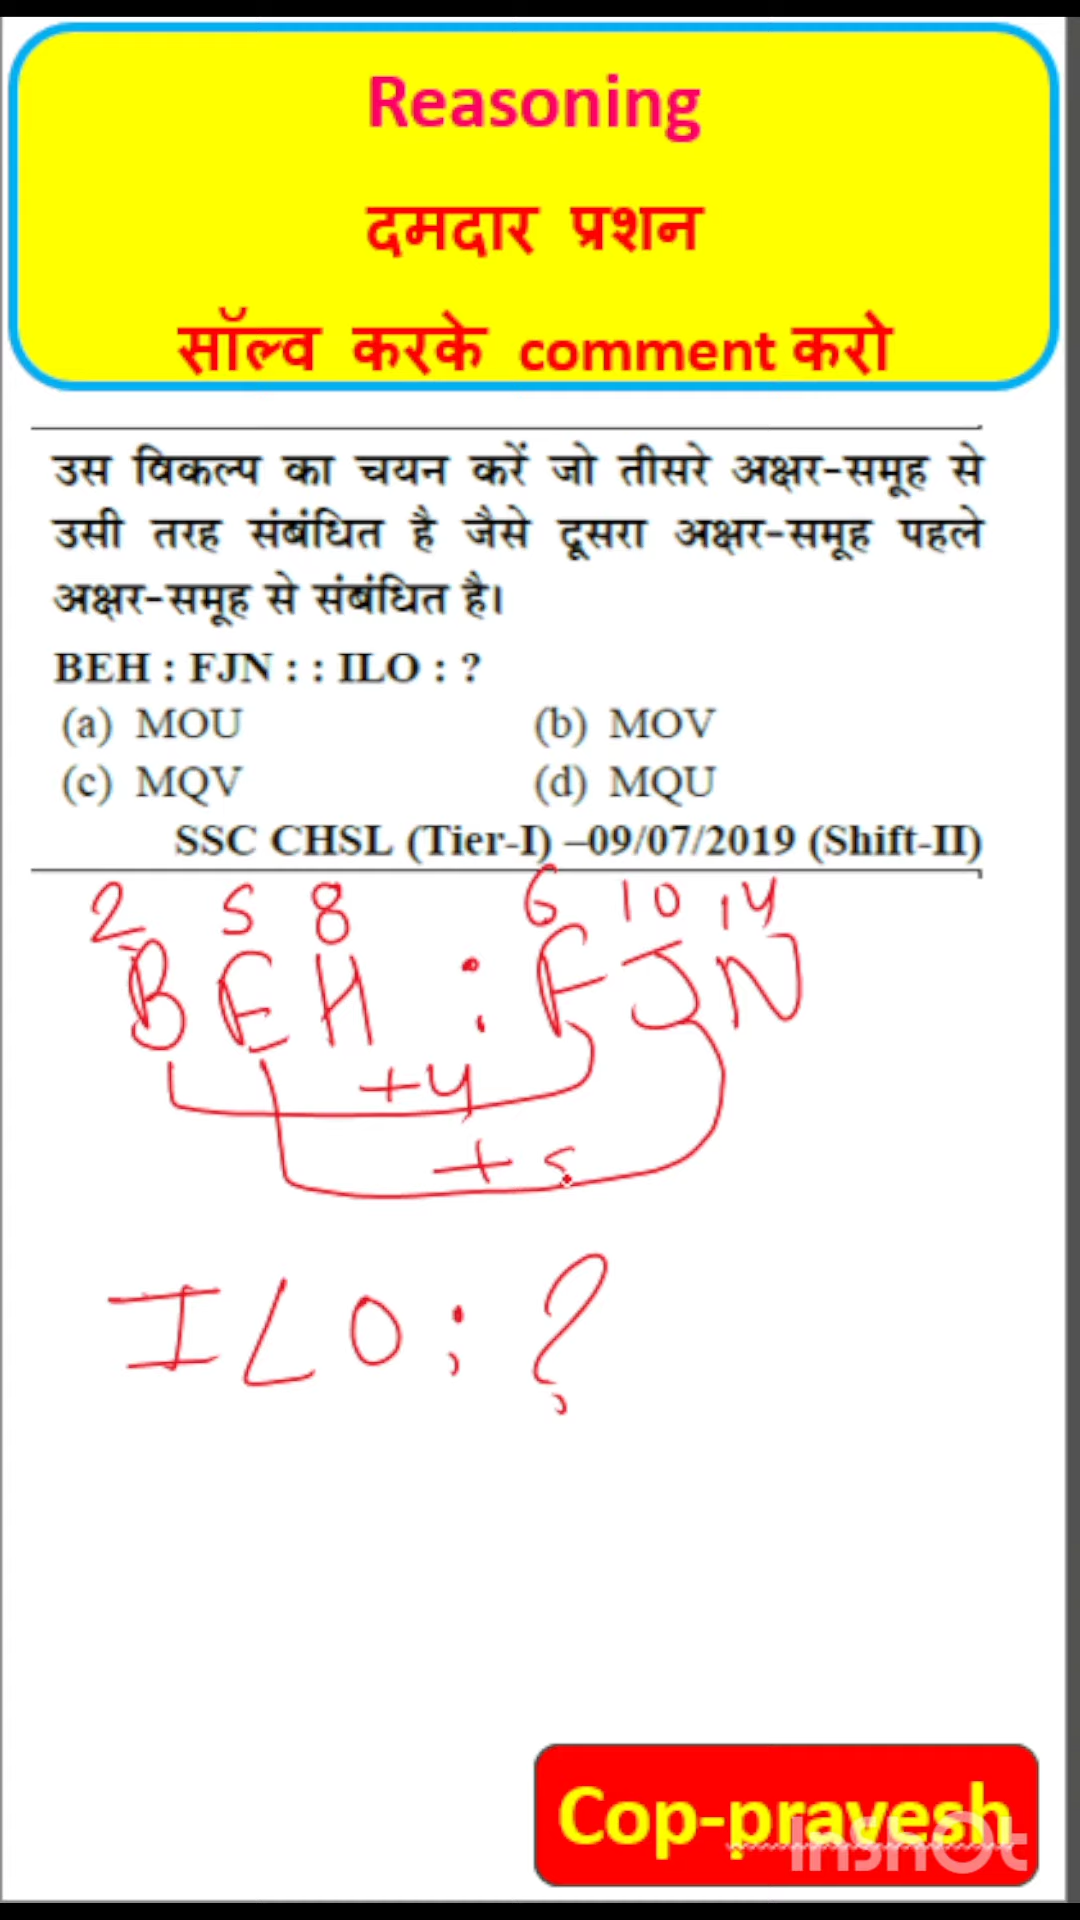 Reasoning
दमदार प्रशन
सॉल्व करके comment करो
उस विकल्प का चयन करें जो तीसरे अक्षर-समूह से
उसी तरह संबंधित है जैसे दूसरा अक्षर-समूह पहले
अक्षर-समूह से संबंधित है।
BEH : FJN : : ILO : ?
(a) MOU (b) MOV
(c) MQV (d) MQU
SSC CHSL (Tier-I) –09/07/2019 (Shift-II)
2 5 8 6 10 14
BEH : FJN
+4
+5
ILO : ?
Cop-pravesh
InShOt